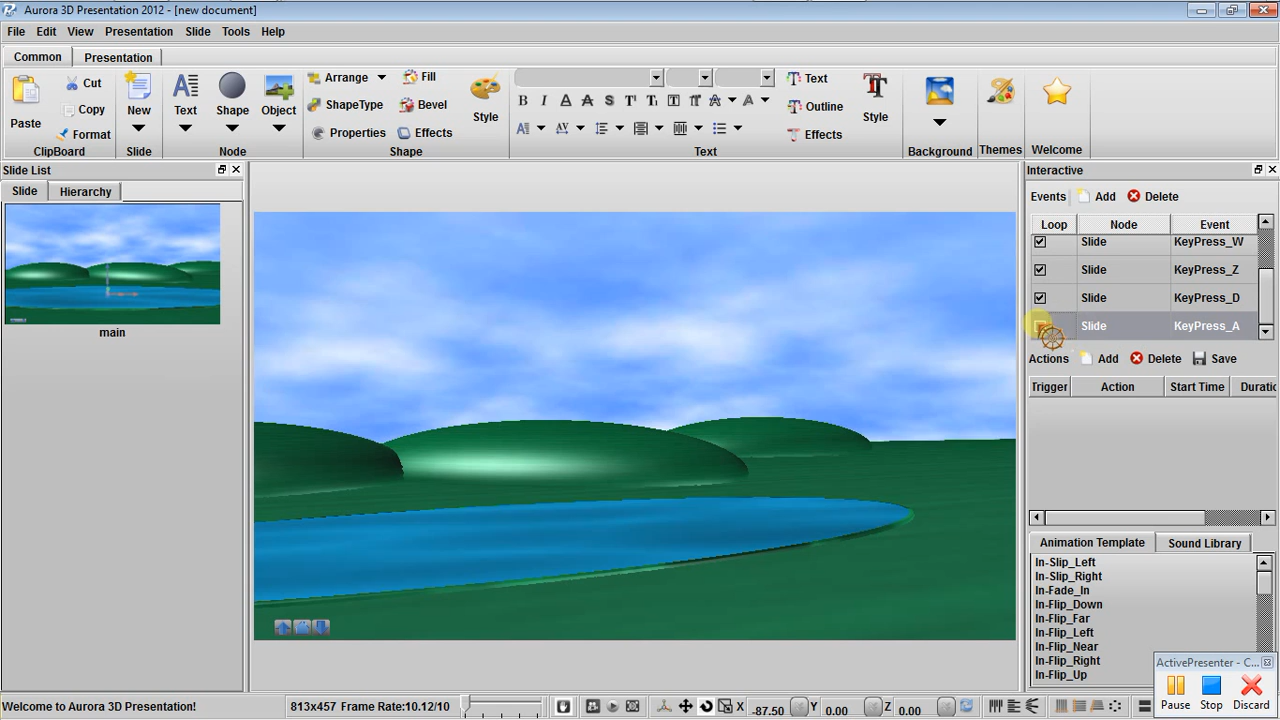 Aurora 3D Presentation 2012 - [new document]
File Edit View Presentation Slide Tools Help
Common Presentation
Paste Cut Copy Format ClipBoard
New Slide
Text Shape Object Node
Arrange ShapeType Properties Fill Bevel Effects Style Shape
Text Outline Effects Style Text
Background Background
Themes Themes
Welcome Welcome
Slide List
Slide Hierarchy
main
Interactive
Events Add Delete
Loop Node Event
Slide KeyPress_W
Slide KeyPress_Z
Slide KeyPress_D
Slide KeyPress_A
Actions Add Delete Save
Trigger Action Start Time Duratio
Animation Template Sound Library
In-Slip_Left
In-Slip_Right
In-Fade_In
In-Flip_Down
In-Flip_Far
In-Flip_Left
In-Flip_Near
In-Flip_Right
In-Flip_Up
ActivePresenter - C...
Pause Stop Discard
Welcome to Aurora 3D Presentation! 8139457 Frame Rate:10.12/10 X -87.50 Y 0.00 Z 0.00